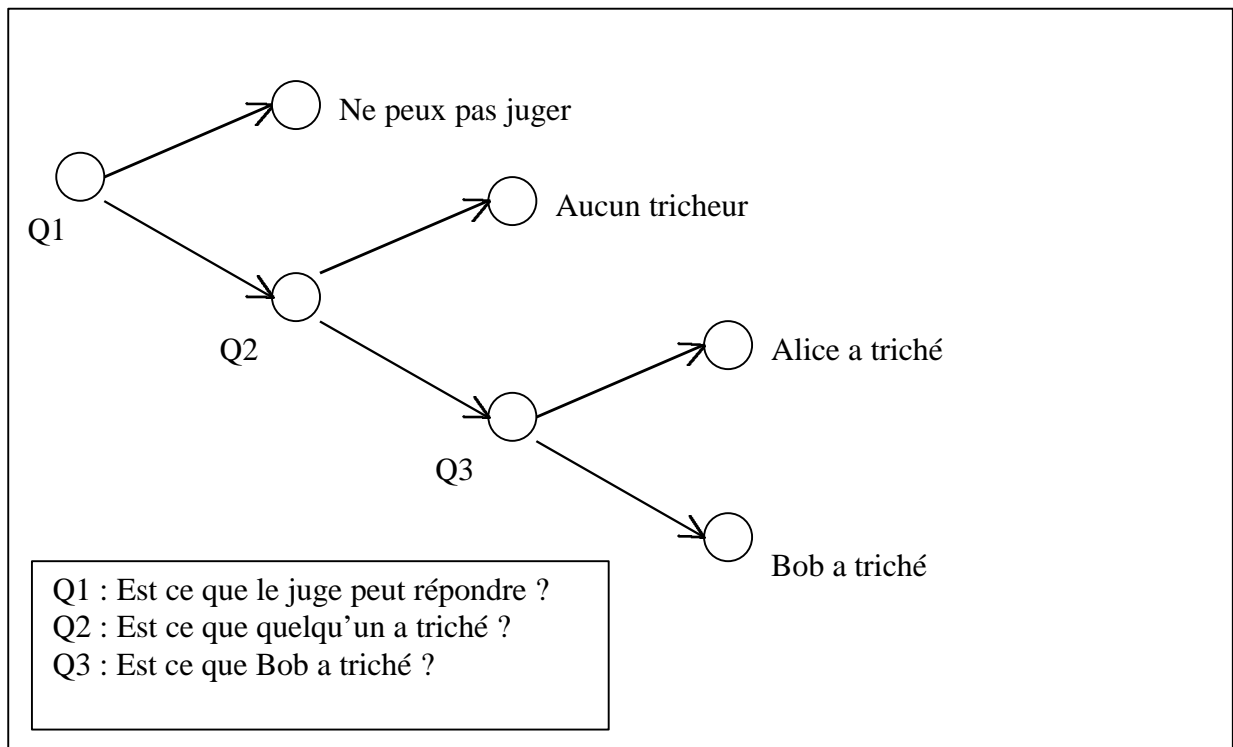 Ne peux pas juger
Aucun tricheur
Q1
Q2
Alice a triché
Q3
Bob a triché
Q1 : Est ce que le juge peut répondre ?
Q2 : Est ce que quelqu’un a triché ?
Q3 : Est ce que Bob a triché ?